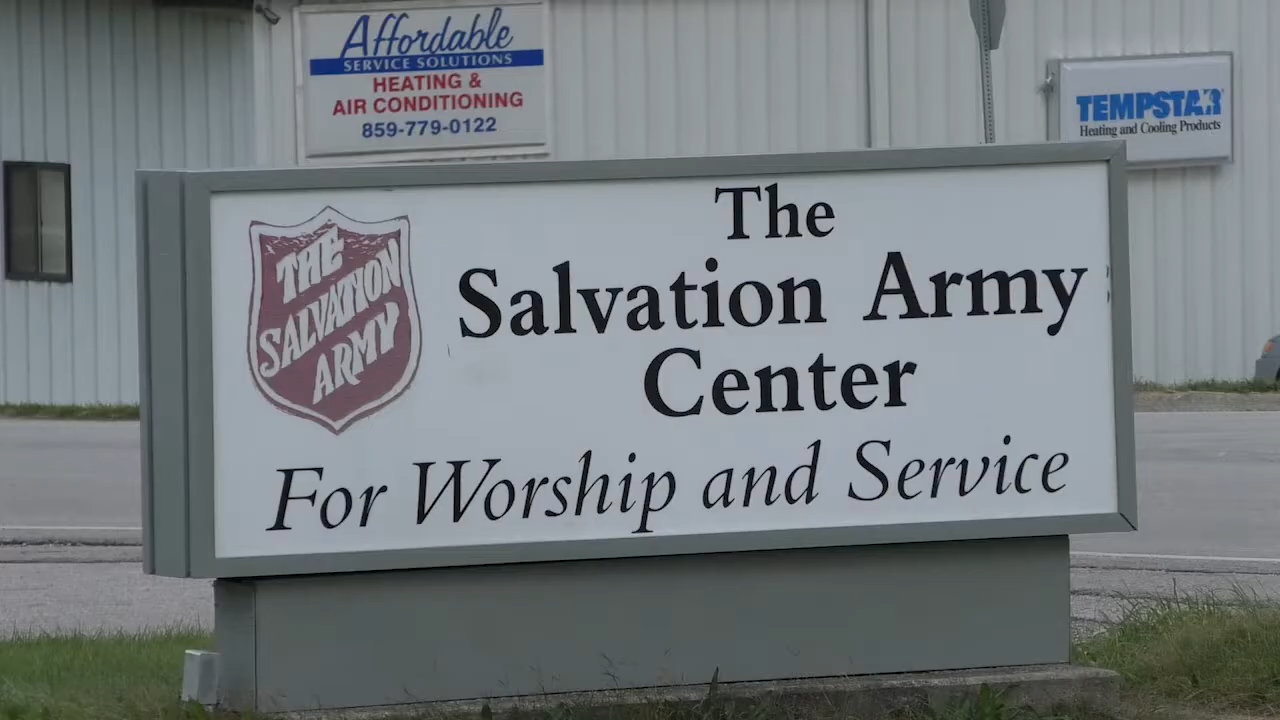 Affordable
SERVICE SOLUTIONS
HEATING &
AIR CONDITIONING
859-779-0122
TEMPSTAR
Heating and Cooling Products
THE
SALVATION
ARMY
The
Salvation Army
Center
For Worship and Service